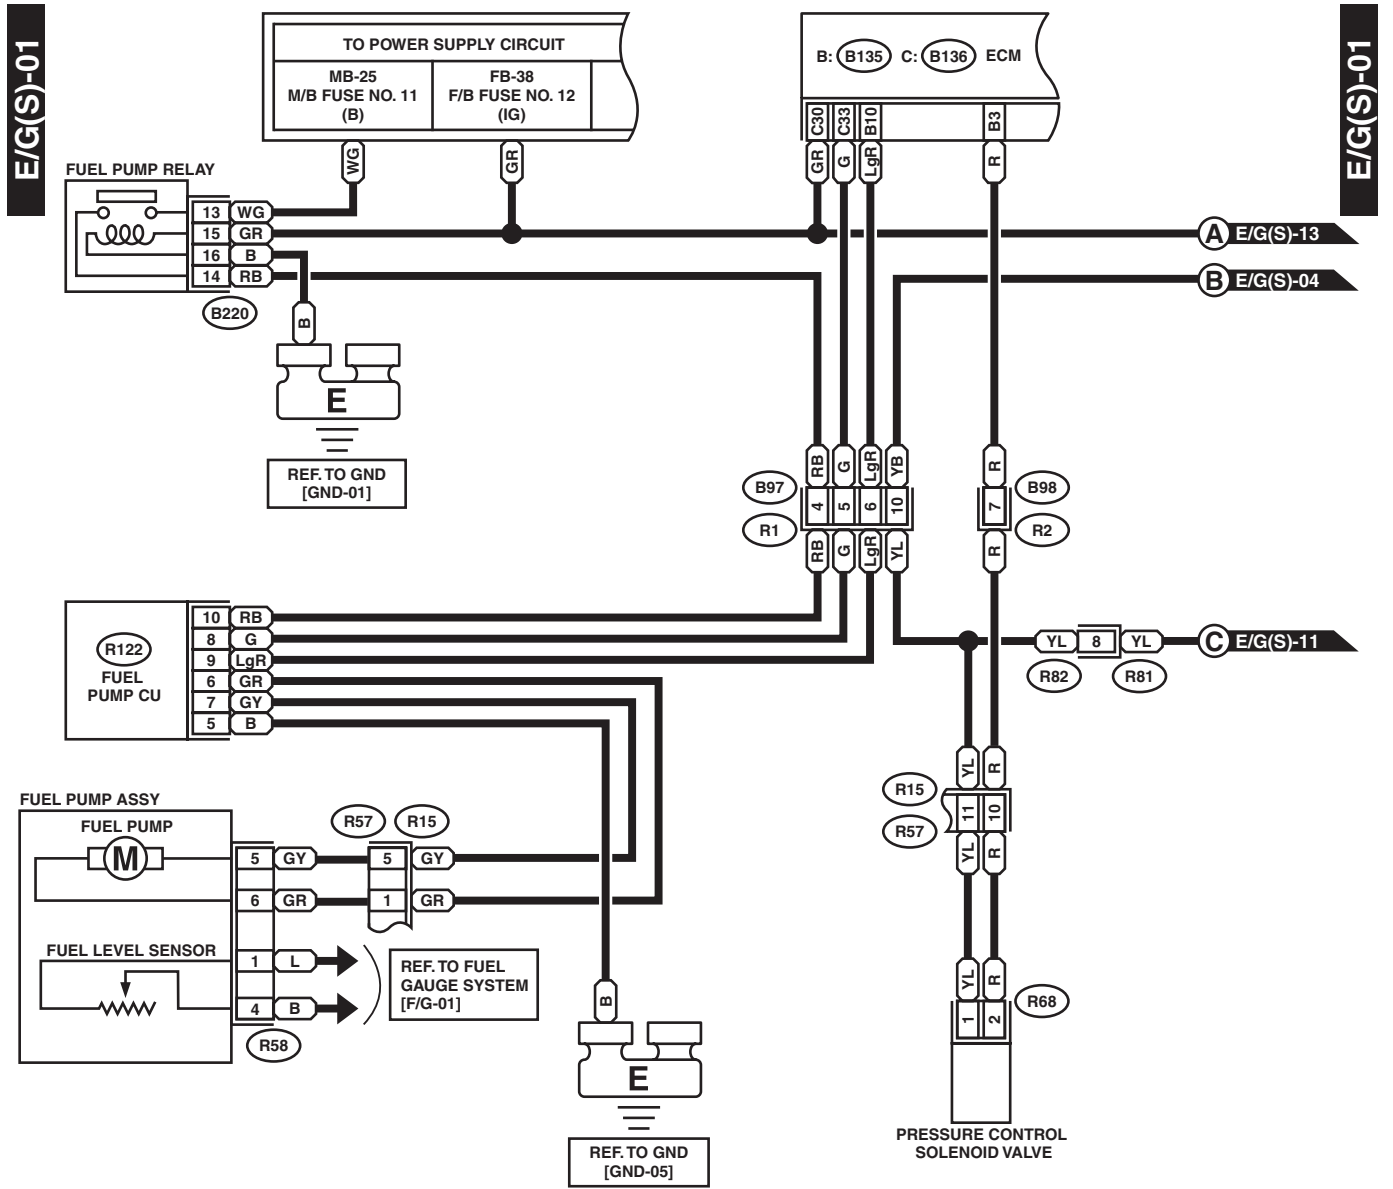 E/G(S)-01
E/G(S)-01
TO POWER SUPPLY CIRCUIT
MB-25
M/B FUSE NO. 11
(B)
FB-38
F/B FUSE NO. 12
(IG)
B: B135 C: B136 ECM
C30
C33
B10
B3
WG
GR
GR
G
LgR
R
FUEL PUMP RELAY
13 WG
15 GR
16 B
14 RB
B220
A E/G(S)-13
B E/G(S)-04
B
E
REF. TO GND
[GND-01]
RB
G
LgR
YB
R
B97
4
5
6
10
7
B98
R1
R2
RB
G
LgR
YL
R
R122
FUEL
PUMP CU
10 RB
8 G
9 LgR
6 GR
7 GY
5 B
YL 8 YL
C E/G(S)-11
R82
R81
YL
R
R15
11
10
R57
YL
R
FUEL PUMP ASSY
FUEL PUMP
M
R57
R15
5 GY
5 GY
6 GR
1 GR
FUEL LEVEL SENSOR
1 L
4 B
REF. TO FUEL
GAUGE SYSTEM
[F/G-01]
R58
B
E
REF. TO GND
[GND-05]
YL
R
R68
1
2
PRESSURE CONTROL
SOLENOID VALVE